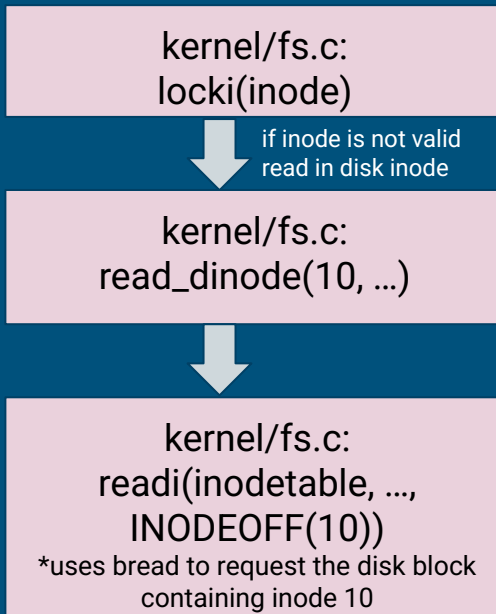 kernel/fs.c:
locki(inode)
if inode is not valid
read in disk inode
kernel/fs.c:
read_dinode(10, …)
kernel/fs.c:
readi(inodetable, …,
INODEOFF(10))
*uses bread to request the disk block
containing inode 10